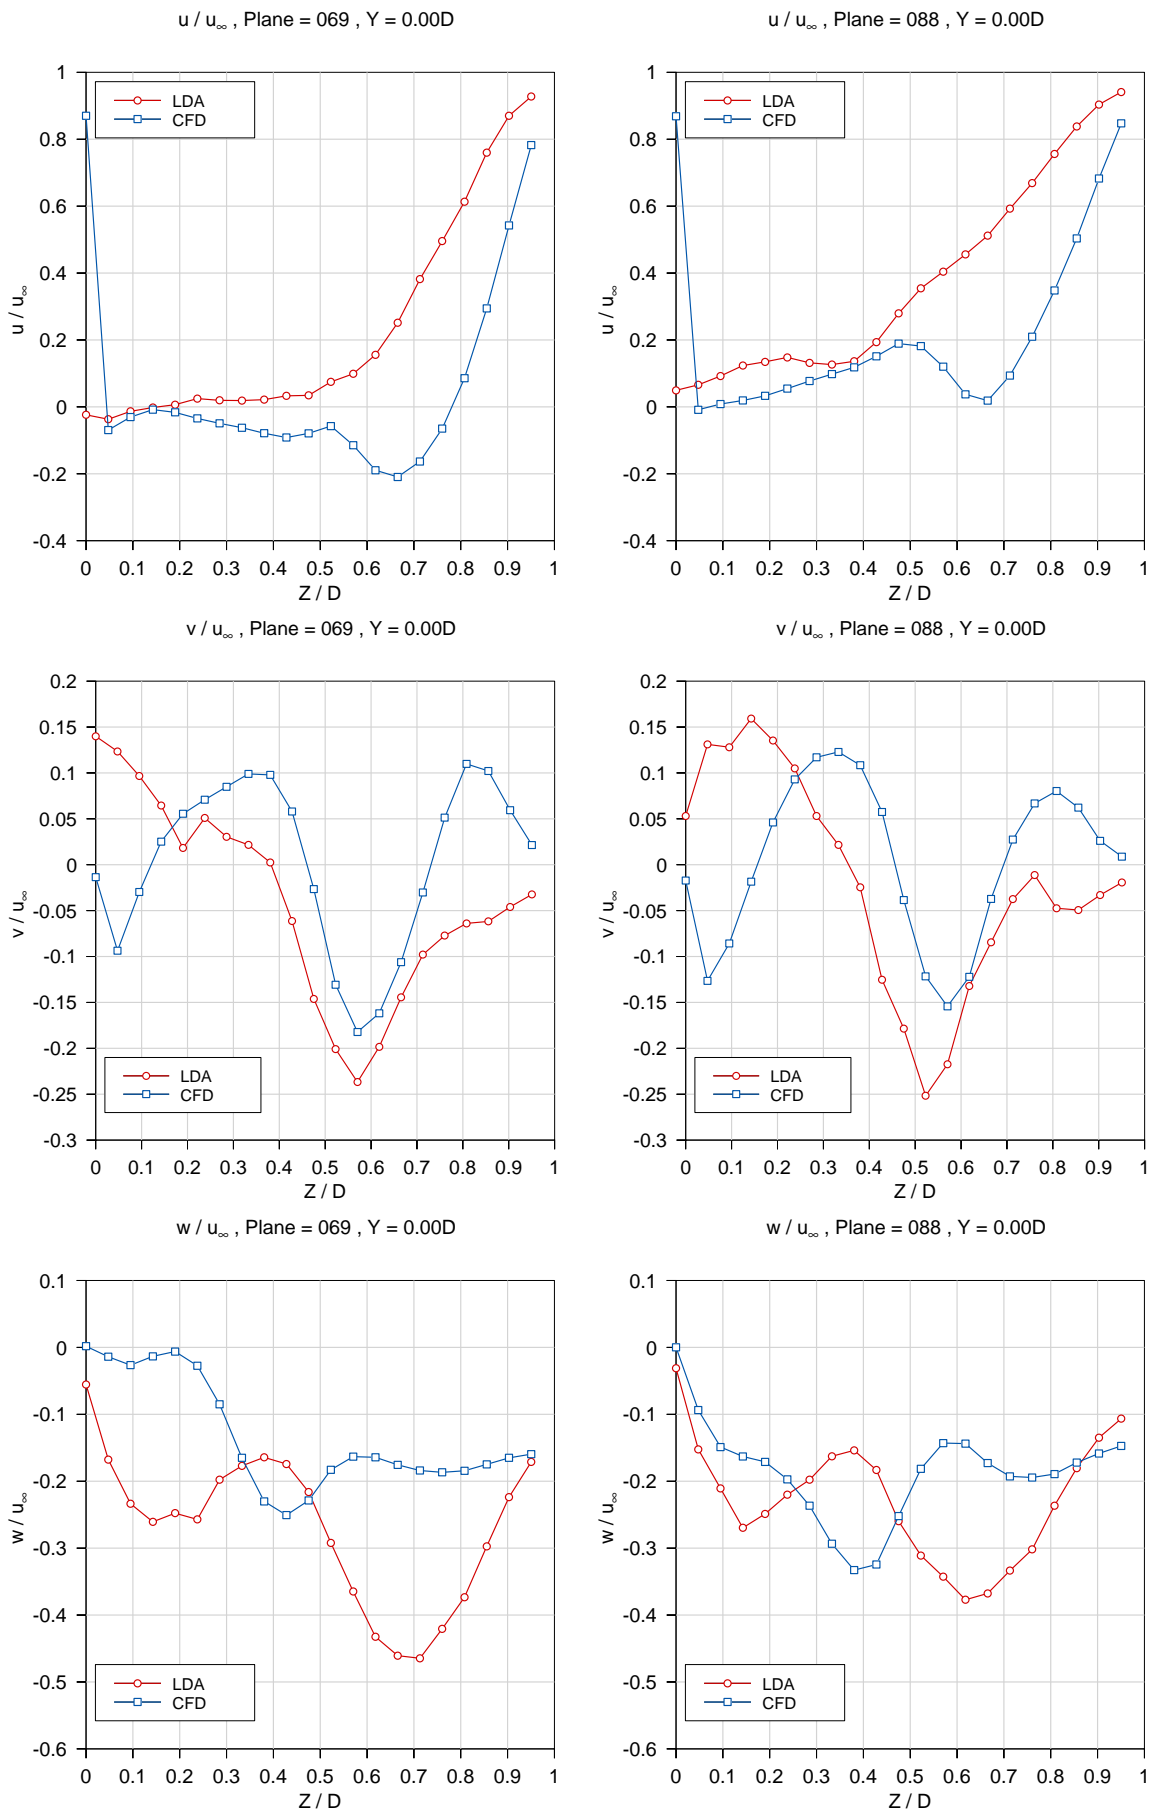 u / u∞ , Plane = 069 , Y = 0.00D
u / u∞ , Plane = 088 , Y = 0.00D
1
0.8
0.6
0.4
0.2
0
-0.2
-0.4
u / u∞
LDA
CFD
0 0.1 0.2 0.3 0.4 0.5 0.6 0.7 0.8 0.9 1
Z / D
1
0.8
0.6
0.4
0.2
0
-0.2
-0.4
u / u∞
LDA
CFD
0 0.1 0.2 0.3 0.4 0.5 0.6 0.7 0.8 0.9 1
Z / D
v / u∞ , Plane = 069 , Y = 0.00D
v / u∞ , Plane = 088 , Y = 0.00D
0.2
0.15
0.1
0.05
0
-0.05
-0.1
-0.15
-0.2
-0.25
-0.3
v / u∞
LDA
CFD
0 0.1 0.2 0.3 0.4 0.5 0.6 0.7 0.8 0.9 1
Z / D
0.2
0.15
0.1
0.05
0
-0.05
-0.1
-0.15
-0.2
-0.25
-0.3
v / u∞
LDA
CFD
0 0.1 0.2 0.3 0.4 0.5 0.6 0.7 0.8 0.9 1
Z / D
w / u∞ , Plane = 069 , Y = 0.00D
w / u∞ , Plane = 088 , Y = 0.00D
0.1
0
-0.1
-0.2
-0.3
-0.4
-0.5
-0.6
w / u∞
LDA
CFD
0 0.1 0.2 0.3 0.4 0.5 0.6 0.7 0.8 0.9 1
Z / D
0.1
0
-0.1
-0.2
-0.3
-0.4
-0.5
-0.6
w / u∞
LDA
CFD
0 0.1 0.2 0.3 0.4 0.5 0.6 0.7 0.8 0.9 1
Z / D